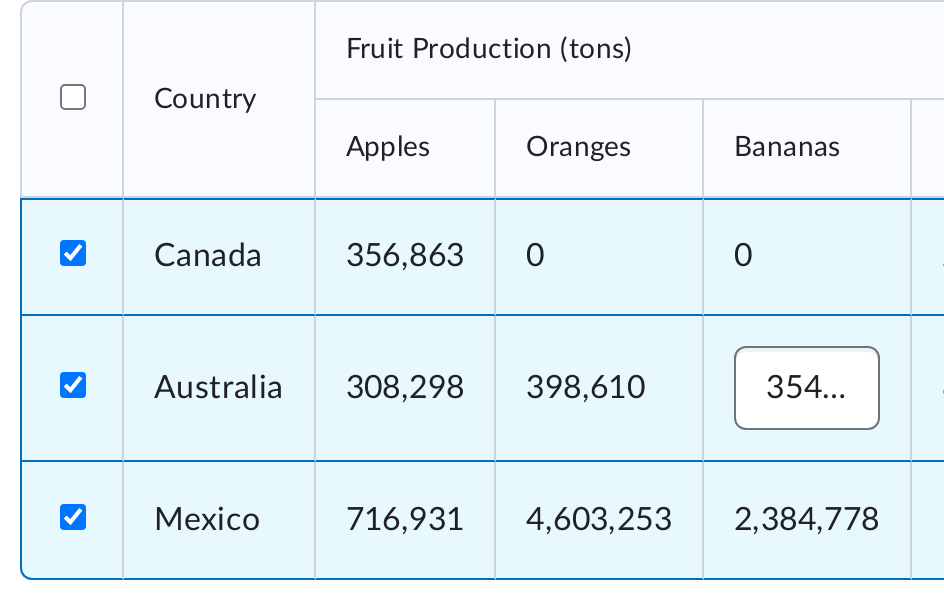 Fruit Production (tons)
Country
Apples Oranges Bananas
Canada 356,863 0 0
Australia 308,298 398,610 354...
Mexico 716,931 4,603,253 2,384,778